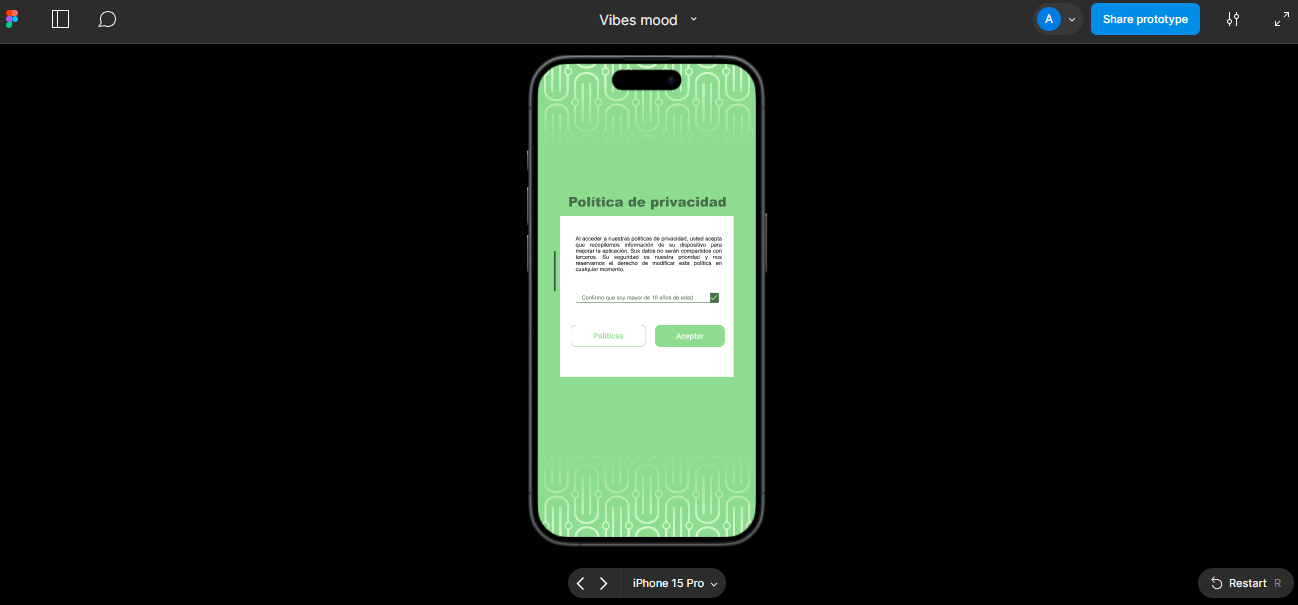 Vibes mood
A
Share prototype
Política de privacidad
Al acceder a nuestras políticas de privacidad, usted acepta
que recopilemos información de su dispositivo para
mejorar la aplicación. Sus datos no serán compartidos con
terceros. Su seguridad es nuestra prioridad y nos
reservamos el derecho de modificar esta política en
cualquier momento.
Confirmo que soy mayor de 18 años de edad
Políticas
Aceptar
iPhone 15 Pro
Restart R